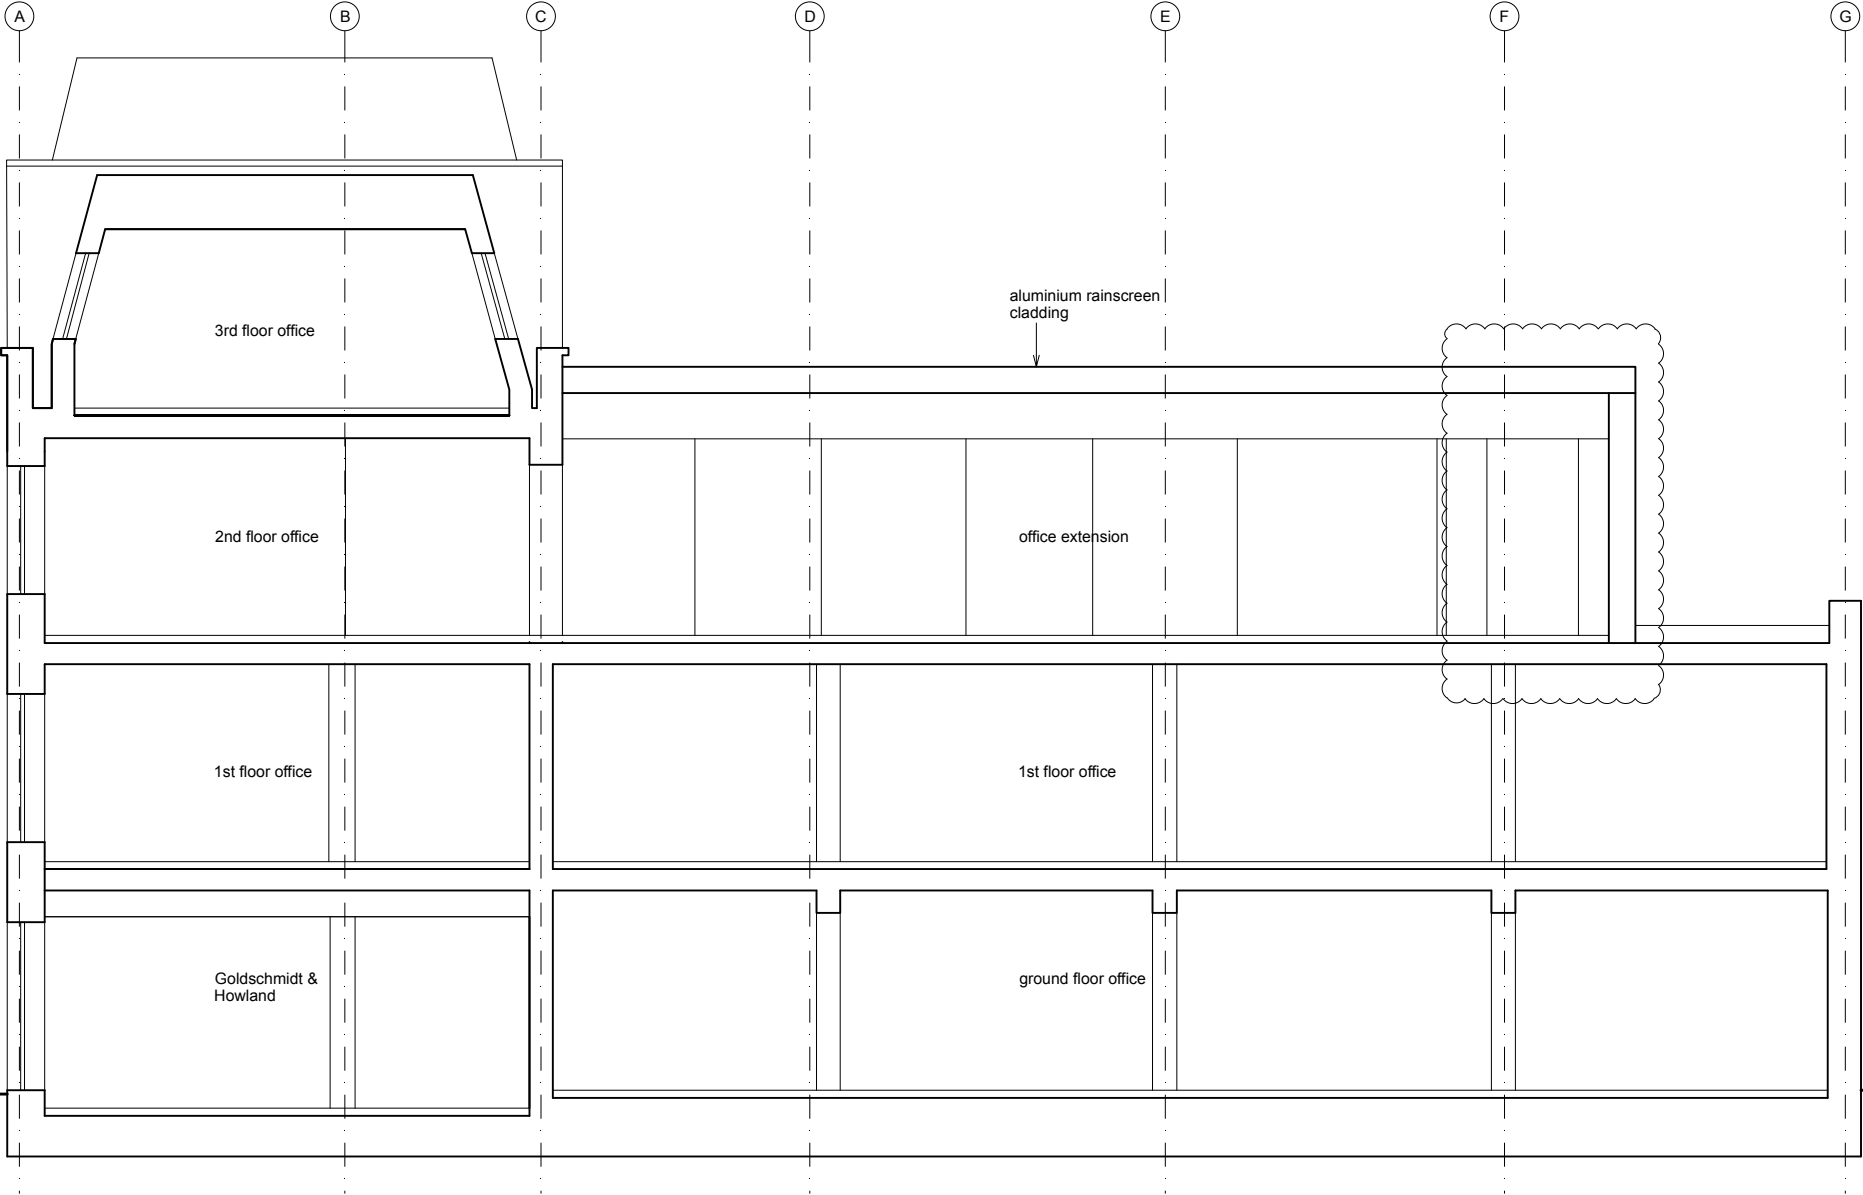 A B C D E F G
aluminium rainscreen
cladding
3rd floor office
2nd floor office
office extension
1st floor office
1st floor office
Goldschmidt &
Howland
ground floor office